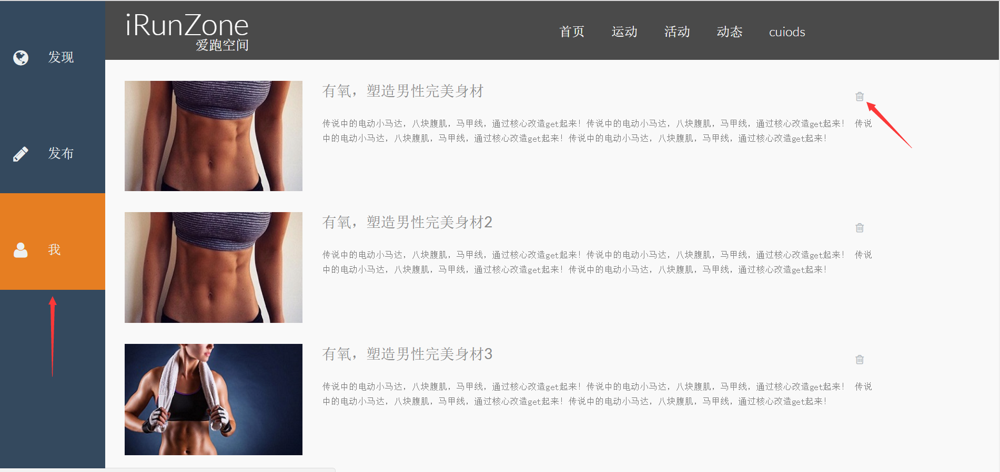 iRunZone
爱跑空间
首页 运动 活动 动态 cuiods
发现
发布
我
有氧，塑造男性完美身材
传说中的电动小马达，八块腹肌，马甲线，通过核心改造get起来！传说中的电动小马达，八块腹肌，马甲线，通过核心改造get起来！ 传说
中的电动小马达，八块腹肌，马甲线，通过核心改造get起来！传说中的电动小马达，八块腹肌，马甲线，通过核心改造get起来！
有氧，塑造男性完美身材2
传说中的电动小马达，八块腹肌，马甲线，通过核心改造get起来！传说中的电动小马达，八块腹肌，马甲线，通过核心改造get起来！ 传说
中的电动小马达，八块腹肌，马甲线，通过核心改造get起来！传说中的电动小马达，八块腹肌，马甲线，通过核心改造get起来！
有氧，塑造男性完美身材3
传说中的电动小马达，八块腹肌，马甲线，通过核心改造get起来！传说中的电动小马达，八块腹肌，马甲线，通过核心改造get起来！ 传说
中的电动小马达，八块腹肌，马甲线，通过核心改造get起来！传说中的电动小马达，八块腹肌，马甲线，通过核心改造get起来！